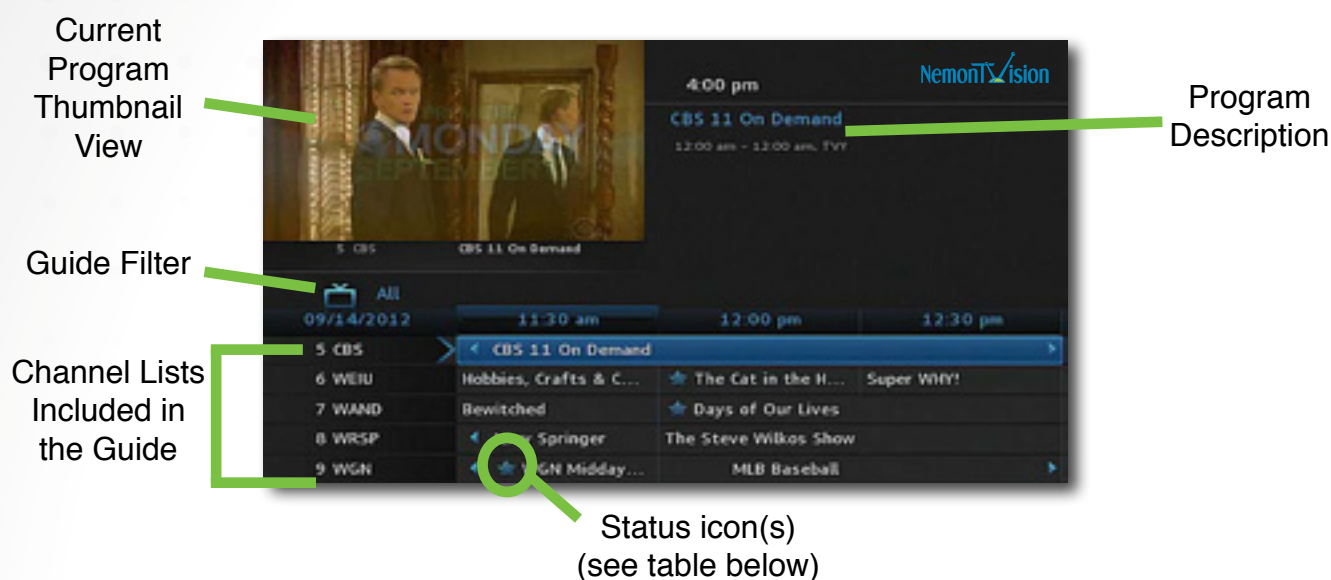 Current
Program
Thumbnail
View
Guide Filter
Channel Lists
Included in
the Guide
MONDAY
SEPTEMBER
5 CBS CBS 11 On Demand
4:00 pm
NemonTVision
CBS 11 On Demand
12:00 am - 12:00 am, TVY
Program
Description
All
09/14/2012 11:30 am 12:00 pm 12:30 pm
5 CBS CBS 11 On Demand
6 WEIU Hobbies, Crafts & C... The Cat in the H... Super WHY!
7 WAND Bewitched Days of Our Lives
8 WRSP Springer The Steve Wilkos Show
9 WGN WGN Midday... MLB Baseball
Status icon(s)
(see table below)